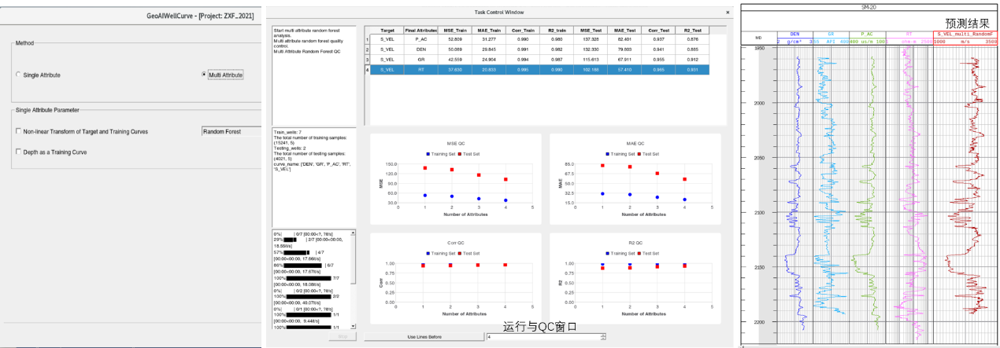 GeoAIWellCurve - [Project: ZXF_2021]
Method
Single Attribute
Multi Attribute
Single Attribute Parameter
Non-linear Transform of Target and Training Curves
Random Forest
Depth as a Training Curve
Task Control Window
Start multi attribute random forest
analysis.
Multi attribute random forest quality
control.
Multi Attribute Random Forest QC
Target Final Attributes MSE_Train MAE_Train Corr_Train R2_train MSE_Test MAE_Test Corr_Test R2_Test
1 S_VEL P_AC 52.809 31.277 0.990 0.980 137.328 82.401 0.937 0.876
2 S_VEL DEN 50.089 29.845 0.991 0.982 132.330 79.803 0.941 0.885
3 S_VEL GR 42.559 24.904 0.994 0.987 115.613 67.911 0.955 0.912
4 S_VEL RT 37.630 20.833 0.995 0.990 102.188 57.410 0.965 0.931
Train_wells: 7
The total number of training samples:
(15241, 5)
Testing_wells: 2
The total number of testing samples:
(4021, 5)
curve_name: ['DEN', 'GR', 'P_AC', 'RT',
'S_VEL']
MSE QC
Training Set Test Set
MSE
150.0
120.0
90.0
60.0
30.0
0 1 2 3 4 5
Number of Attributes
MAE QC
Training Set Test Set
MAE
85.0
67.5
50.0
32.5
15.0
0 1 2 3 4 5
Number of Attributes
0%| | 0/7 [00:00<?, ?it/s]
29% | 2/7 [00:00<00:00,
18.55it/s]
57% | 4/7
[00:00<00:00, 17.66it/s]
86% | 6/7
[00:00<00:00, 17.67it/s]
100% 7/7
[00:00<00:00, 18.08it/s]
0%| | 0/2 [00:00<?, ?it/s]
100% 2/2
[00:00<00:00, 40.07it/s]
0%| | 0/1 [00:00<?, ?it/s]
100% 1/1
[00:00<00:00, 9.44it/s]
100% 1/1
Corr QC
Training Set Test Set
Corr
1.00
0.75
0.50
0.25
0.00
0 1 2 3 4 5
Number of Attributes
R2 QC
Training Set Test Set
R2
1.00
0.75
0.50
0.25
0.00
0 1 2 3 4 5
Number of Attributes
运行与QC窗口
Stop
Use Lines Before
4
SM-20
预测结果
MD
DEN GR P_AC RT S_VEL_multi_RandomF
2 g/cm³ 3
API 400
400 us/m 100
ohm-m
1000 m/s 3500
1950
2000
2050
2100
2150
2200